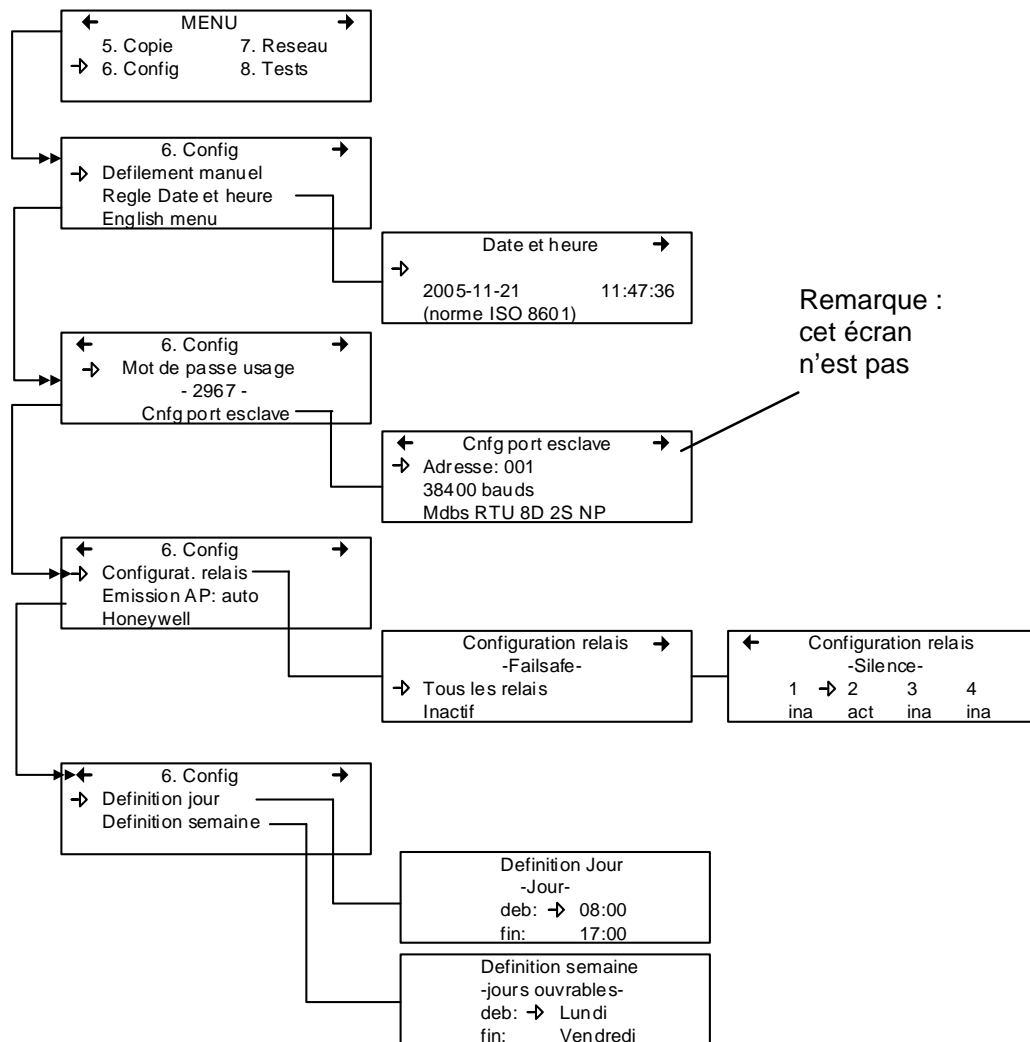 MENU
5. Copie 7. Reseau
6. Config 8. Tests
6. Config
Defilement manuel
Regle Date et heure
English menu
Date et heure
2005-11-21 11:47:36
(norme ISO 8601)
Remarque :
cet écran
n'est pas
6. Config
Mot de passe usage
- 2967 -
Cnfg port esclave
Cnfg port esclave
Adresse: 001
38400 bauds
Mdbs RTU 8D 2S NP
6. Config
Configurat. relais
Emission AP: auto
Honeywell
Configuration relais
-Failsafe-
Tous les relais
Inactif
Configuration relais
-Silence-
1 2 3 4
ina act ina ina
6. Config
Definition jour
Definition semaine
Definition Jour
-Jour-
deb: 08:00
fin: 17:00
Definition semaine
-jours ouvrables-
deb: Lundi
fin: Vendredi